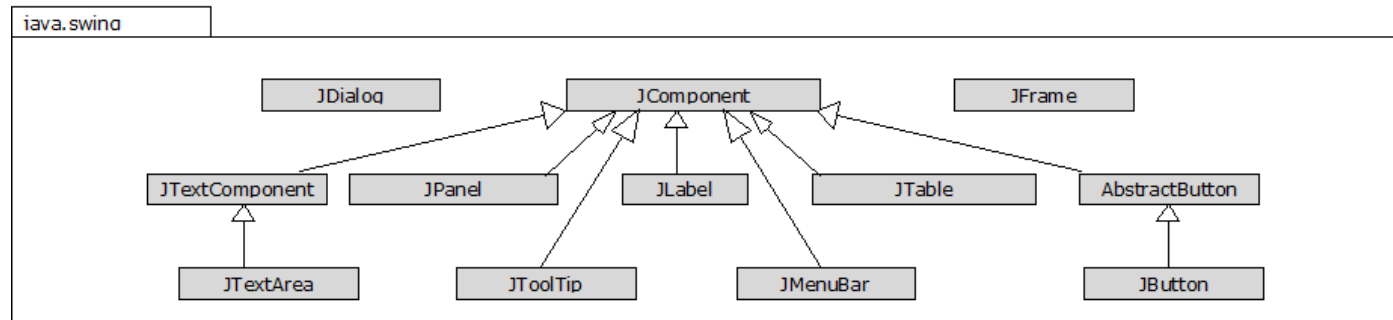 java.swing
JDialog
JComponent
JFrame
JTextComponent
JPanel
JLabel
JTable
AbstractButton
JTextArea
JToolTip
JMenuBar
JButton